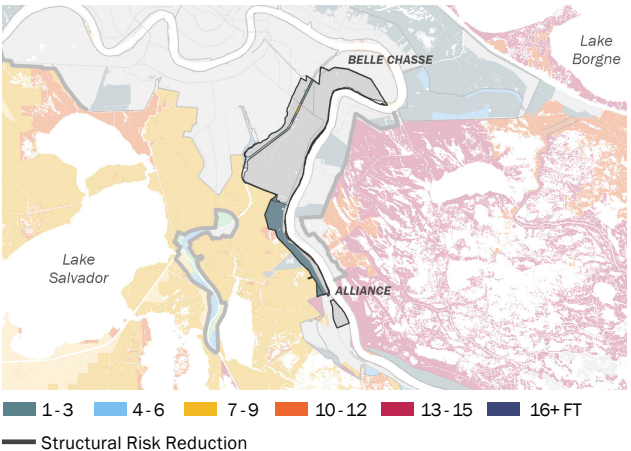 BELLE CHASSE
Lake
Borgne
Lake
Salvador
ALLIANCE
1 - 3 4 - 6 7 - 9 10 - 12 13 - 15 16+ FT
Structural Risk Reduction